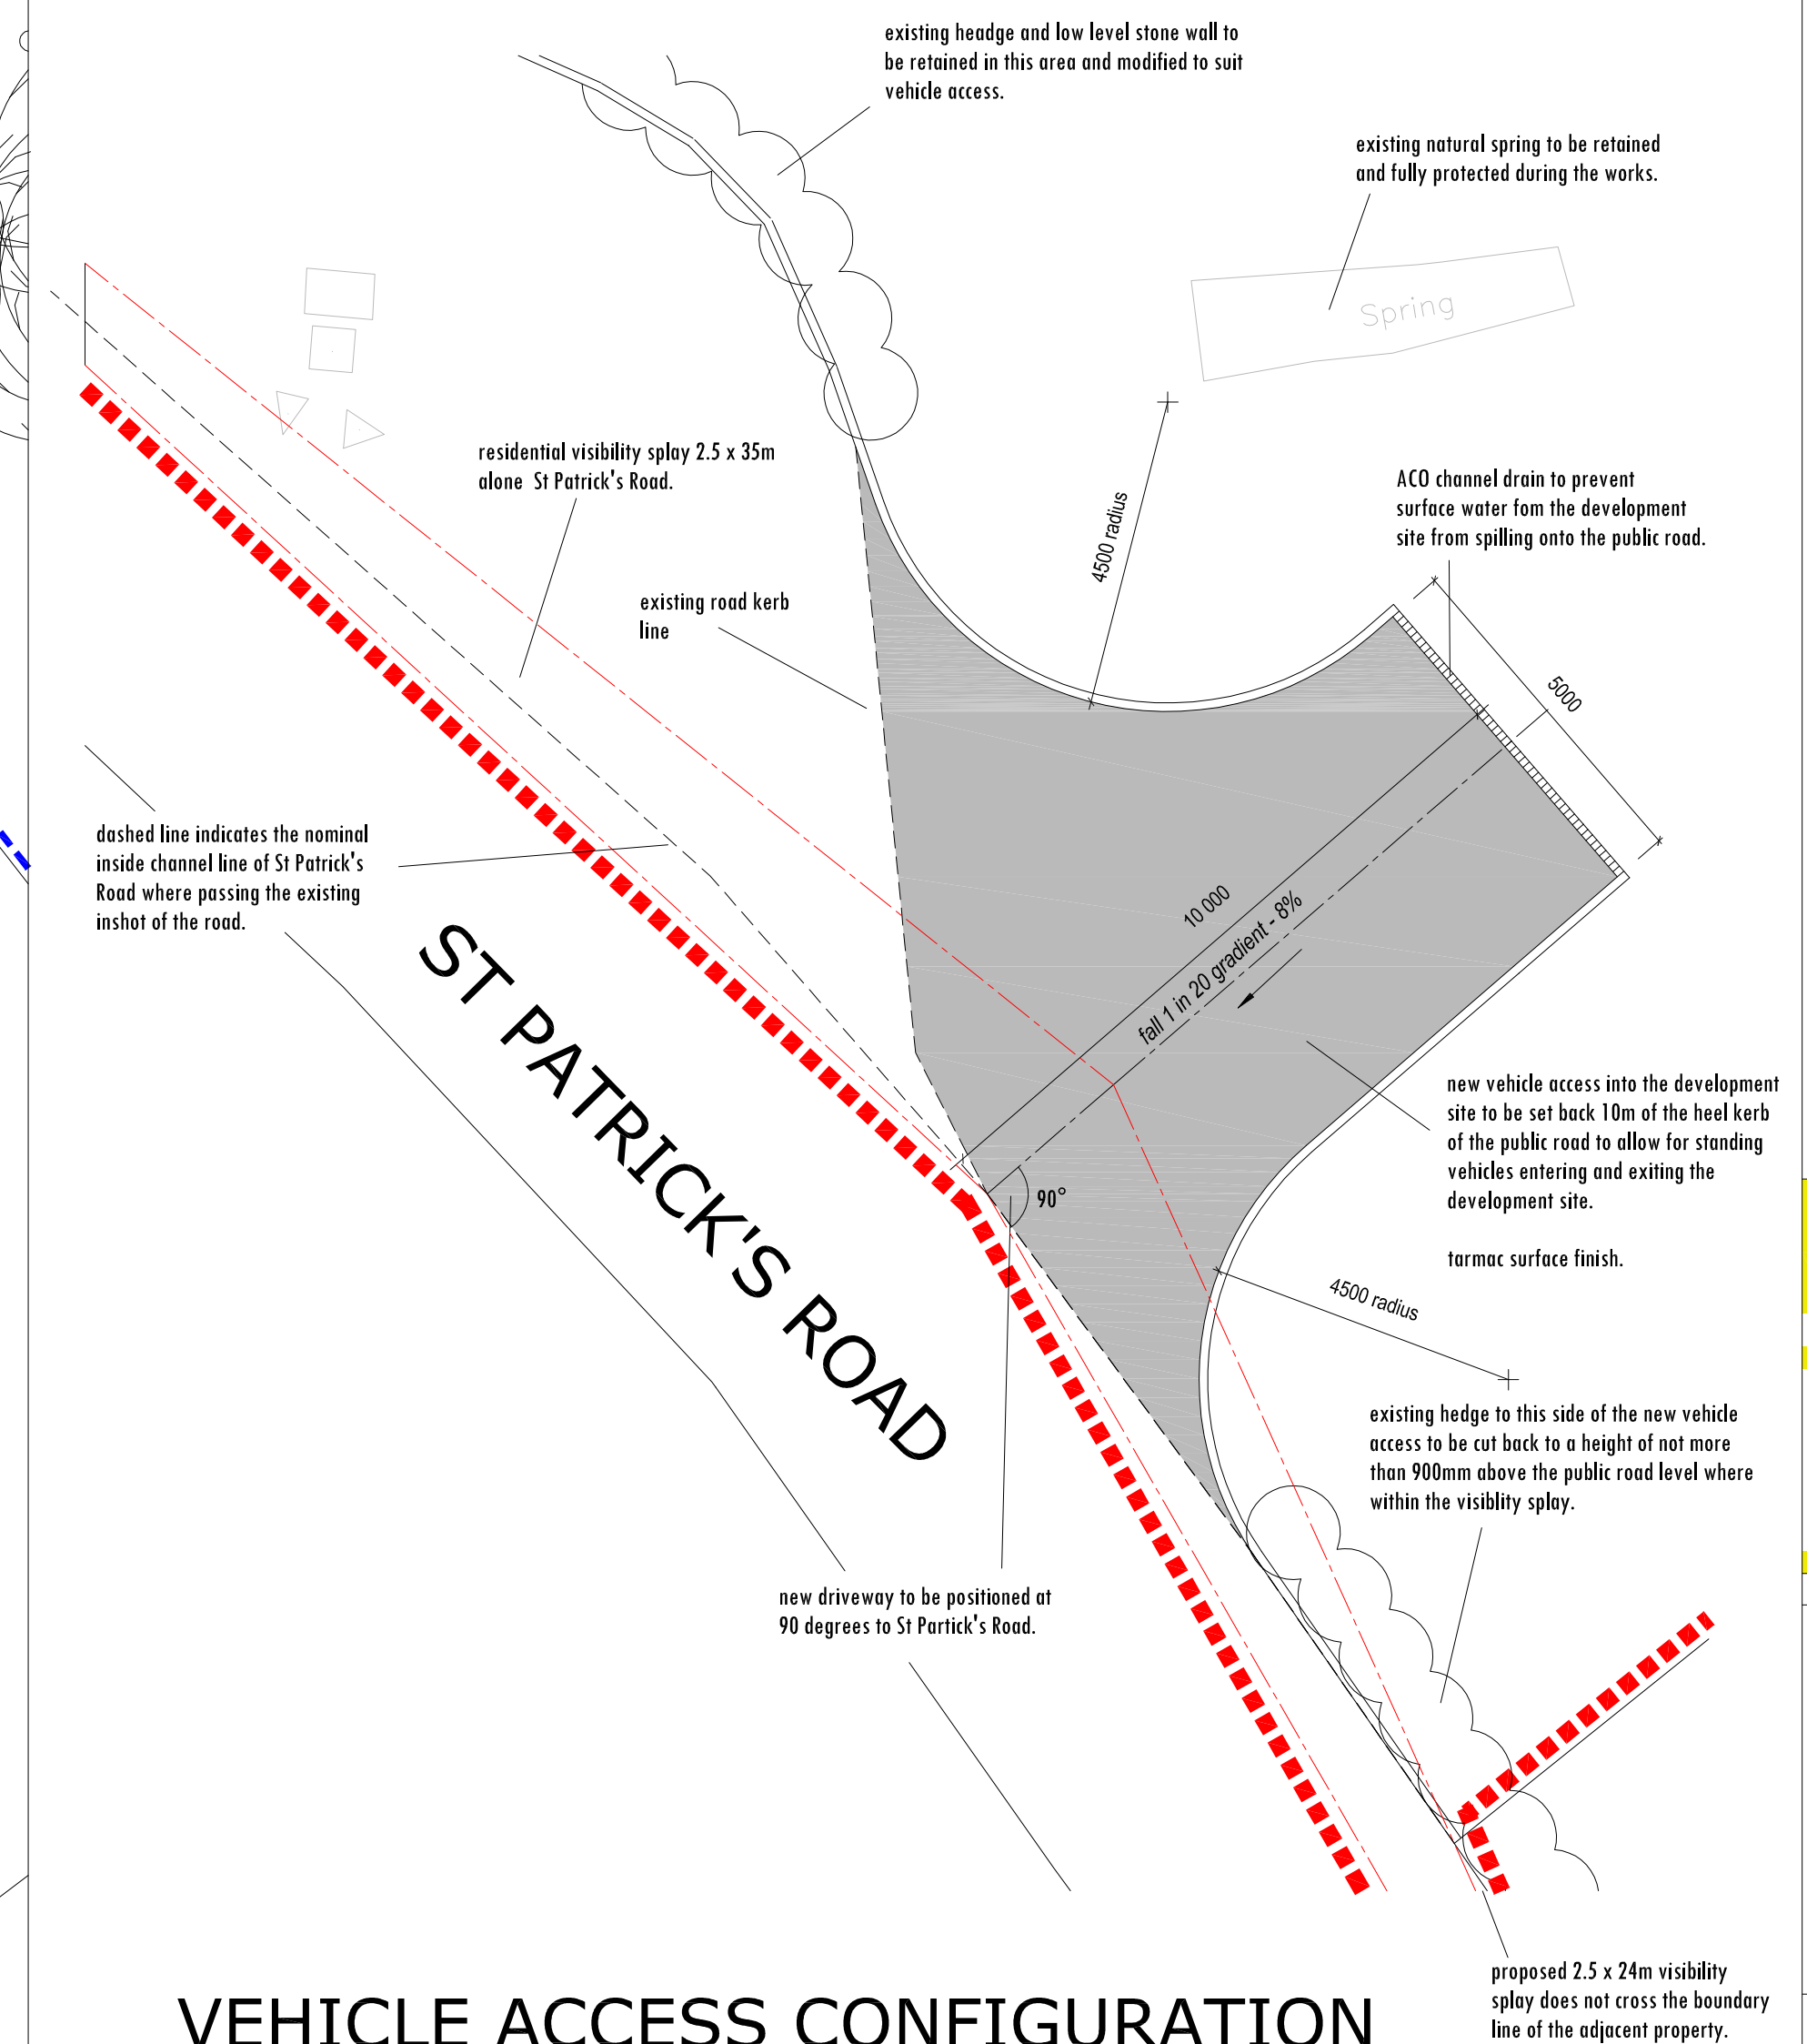 existing headge and low level stone wall to
be retained in this area and modified to suit
vehicle access.
existing natural spring to be retained
and fully protected during the works.
Spring
residential visibility splay 2.5 x 35m
alone St Patrick's Road.
4500 radius
ACO channel drain to prevent
surface water fom the development
site from spilling onto the public road.
existing road kerb
line
5000
dashed line indicates the nominal
inside channel line of St Patrick's
Road where passing the existing
inshot of the road.
10 000
fall 1 in 20 gradient - 8%
ST PATRICK'S ROAD
new vehicle access into the development
site to be set back 10m of the heel kerb
of the public road to allow for standing
vehicles entering and exiting the
development site.
tarmac surface finish.
90°
4500 radius
existing hedge to this side of the new vehicle
access to be cut back to a height of not more
than 900mm above the public road level where
within the visiblity splay.
new driveway to be positioned at
90 degrees to St Partick's Road.
proposed 2.5 x 24m visibility
splay does not cross the boundary
line of the adjacent property.
VEHICLE ACCESS CONFIGURATION